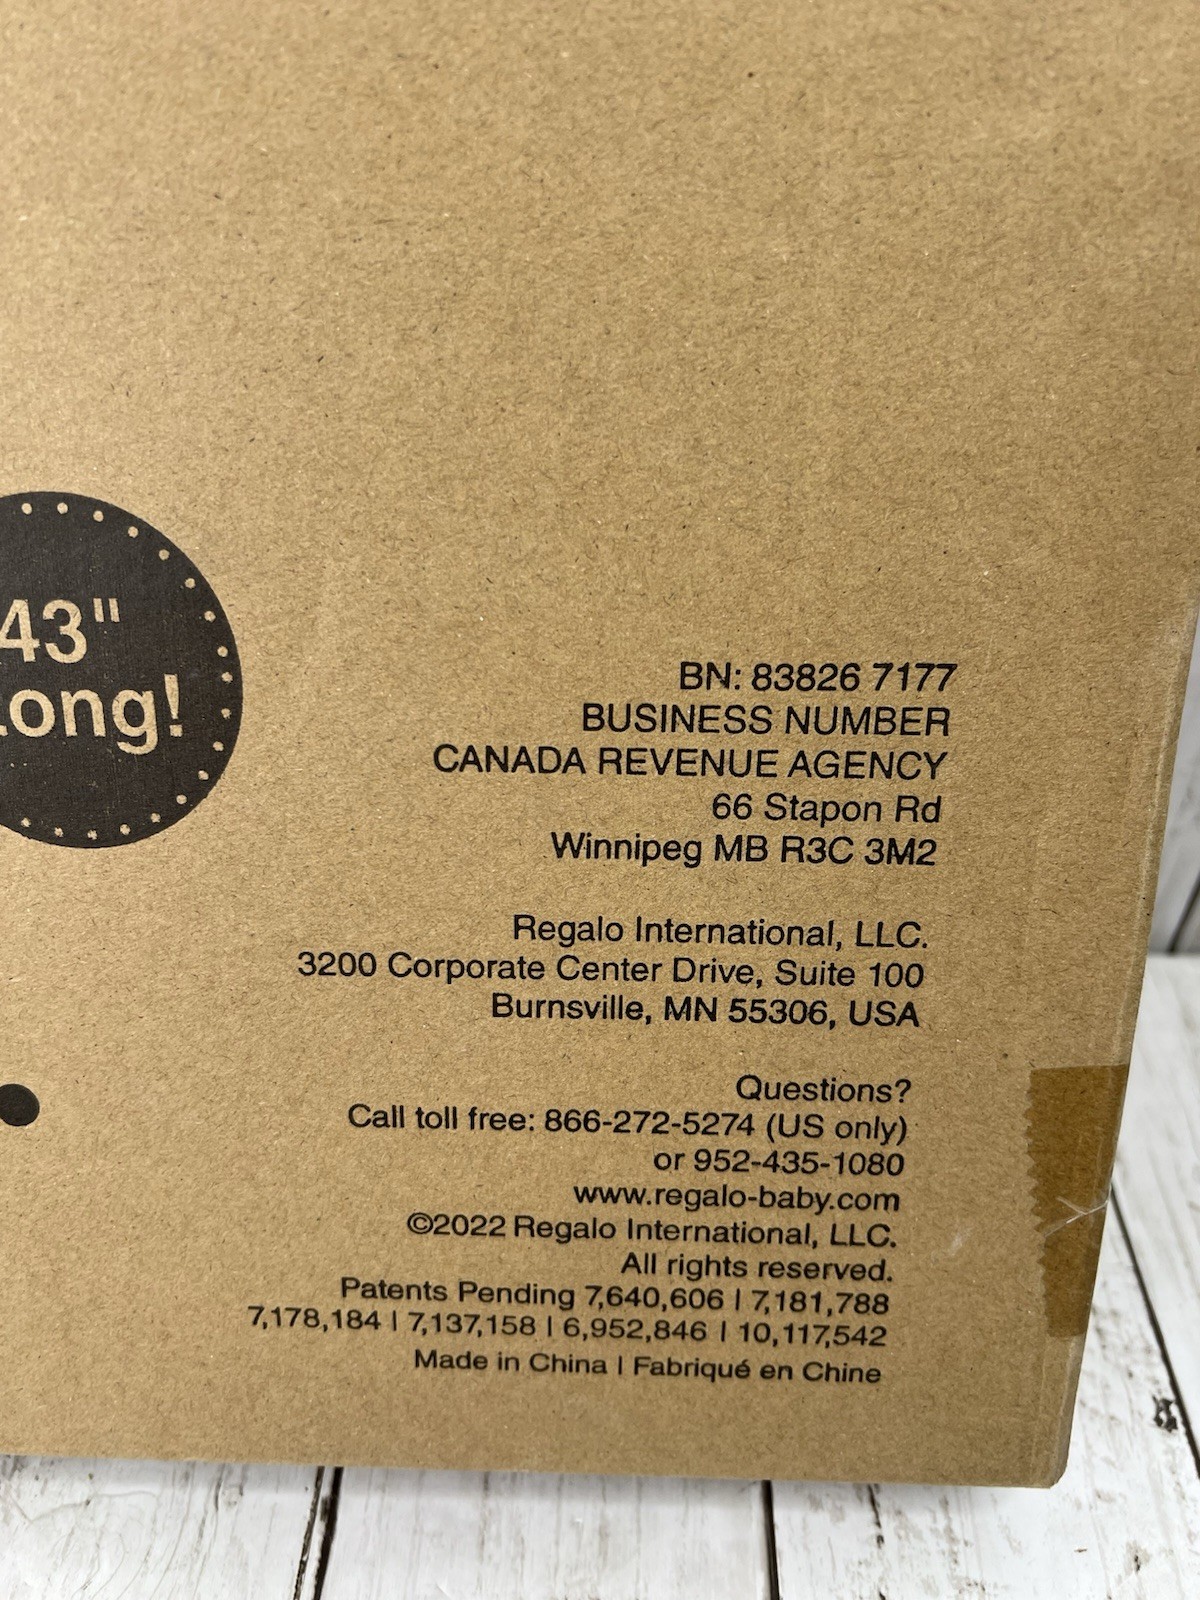 43"
Long!
BN: 83826 7177
BUSINESS NUMBER
CANADA REVENUE AGENCY
66 Stapon Rd
Winnipeg MB R3C 3M2
Regalo International, LLC.
3200 Corporate Center Drive, Suite 100
Burnsville, MN 55306, USA
Questions?
Call toll free: 866-272-5274 (US only)
or 952-435-1080
www.regalo-baby.com
©2022 Regalo International, LLC.
All rights reserved.
Patents Pending 7,640,606 | 7,181,788
7,178,184 | 7,137,158 | 6,952,846 | 10,117,542
Made in China | Fabriqué en Chine